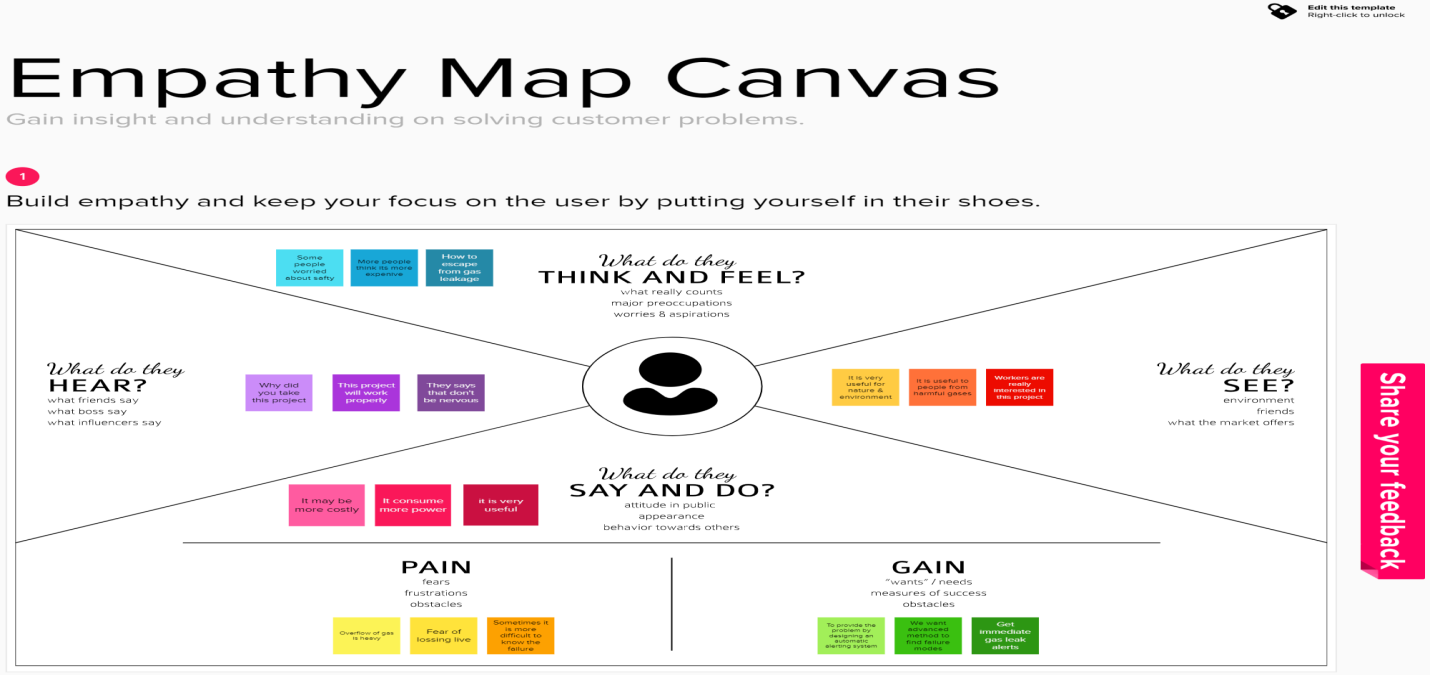 Edit this template
Right-click to unlock
Empathy Map Canvas
Gain insight and understanding on solving customer problems.
1
Build empathy and keep your focus on the user by putting yourself in their shoes.
Some
people
worried
about safty
More people
think its more
expenive
How to
escape
from gas
leakage
What do they
THINK AND FEEL?
what really counts
major preoccupations
worries & aspirations
What do they
HEAR?
what friends say
what boss say
what influencers say
Why did
you take
this project
This project
will work
properly
They says
that don't
be nervous
It is very
useful for
nature &
environment
It is useful to
people from
harmful gases
Workers are
really
interested in
this project
What do they
SEE?
environment
friends
what the market offers
What do they
SAY AND DO?
attitude in public
appearance
behavior towards others
It may be
more costly
It consume
more power
it is very
useful
PAIN
fears
frustrations
obstacles
Overflow of gas
is heavy
Fear of
lossing live
Sometimes it
is more
difficult to
know the
failure
GAIN
"wants" / needs
measures of success
obstacles
To provide the
problem by
designing an
automatic
alerting system
We want
advanced
method to
find failure
modes
Get
immediate
gas leak
alerts
Share your feedback